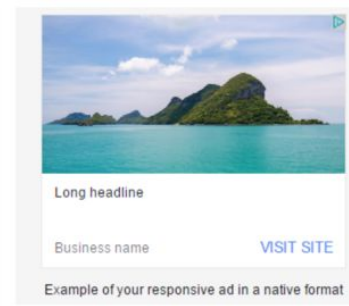 Long headline
Business name
VISIT SITE
Example of your responsive ad in a native format